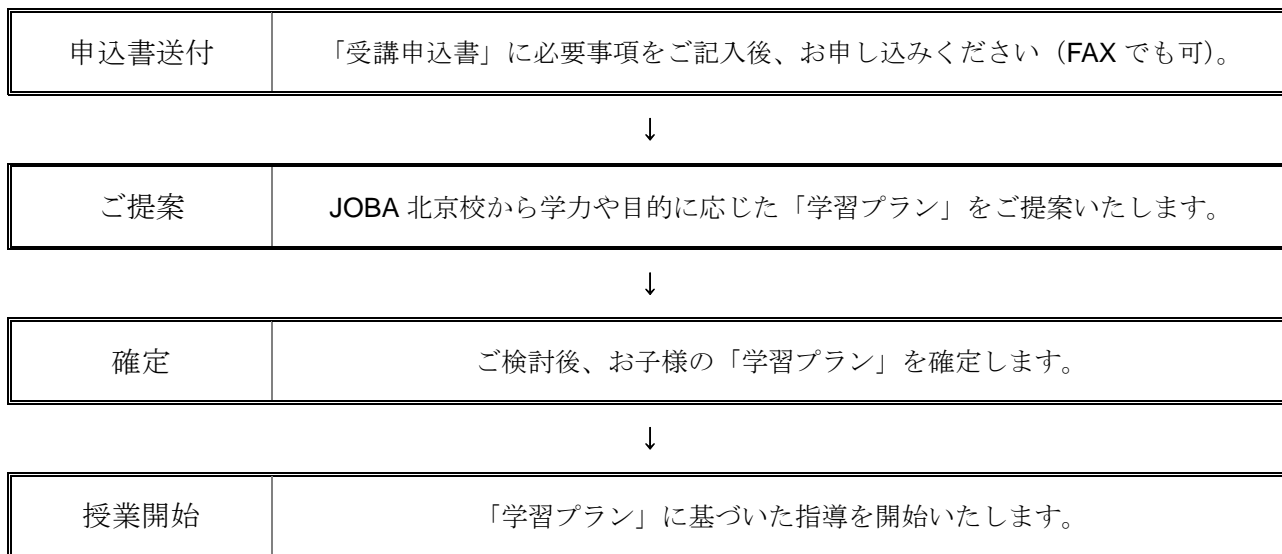 申込書送付 「受講申込書」に必要事項をご記入後、お申し込みください（FAX でも可）。
↓
ご提案 JOBA 北京校から学力や目的に応じた「学習プラン」をご提案いたします。
↓
確定 ご検討後、お子様の「学習プラン」を確定します。
↓
授業開始 「学習プラン」に基づいた指導を開始いたします。